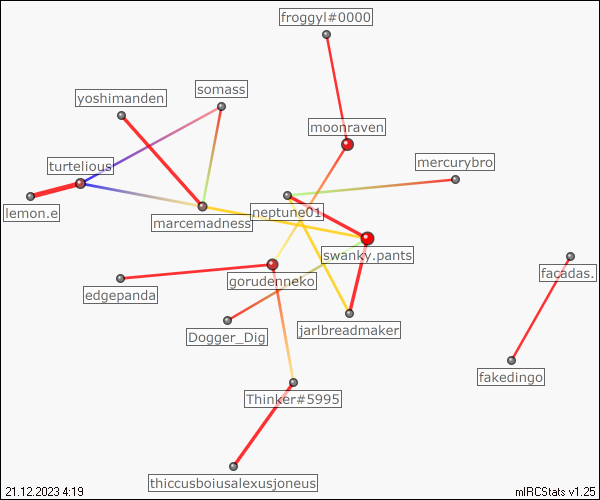 froggyl#0000
somass
yoshimanden
moonraven
mercurybro
turtelious
lemon.e
marcemadness
neptune01
swanky.pants
facadas.
gorudenneko
edgepanda
Dogger_Dig
jarlbreadmaker
fakedingo
Thinker#5995
thiccusboiusalexusjoneus
21.12.2023 4:19
mIRCStats v1.25